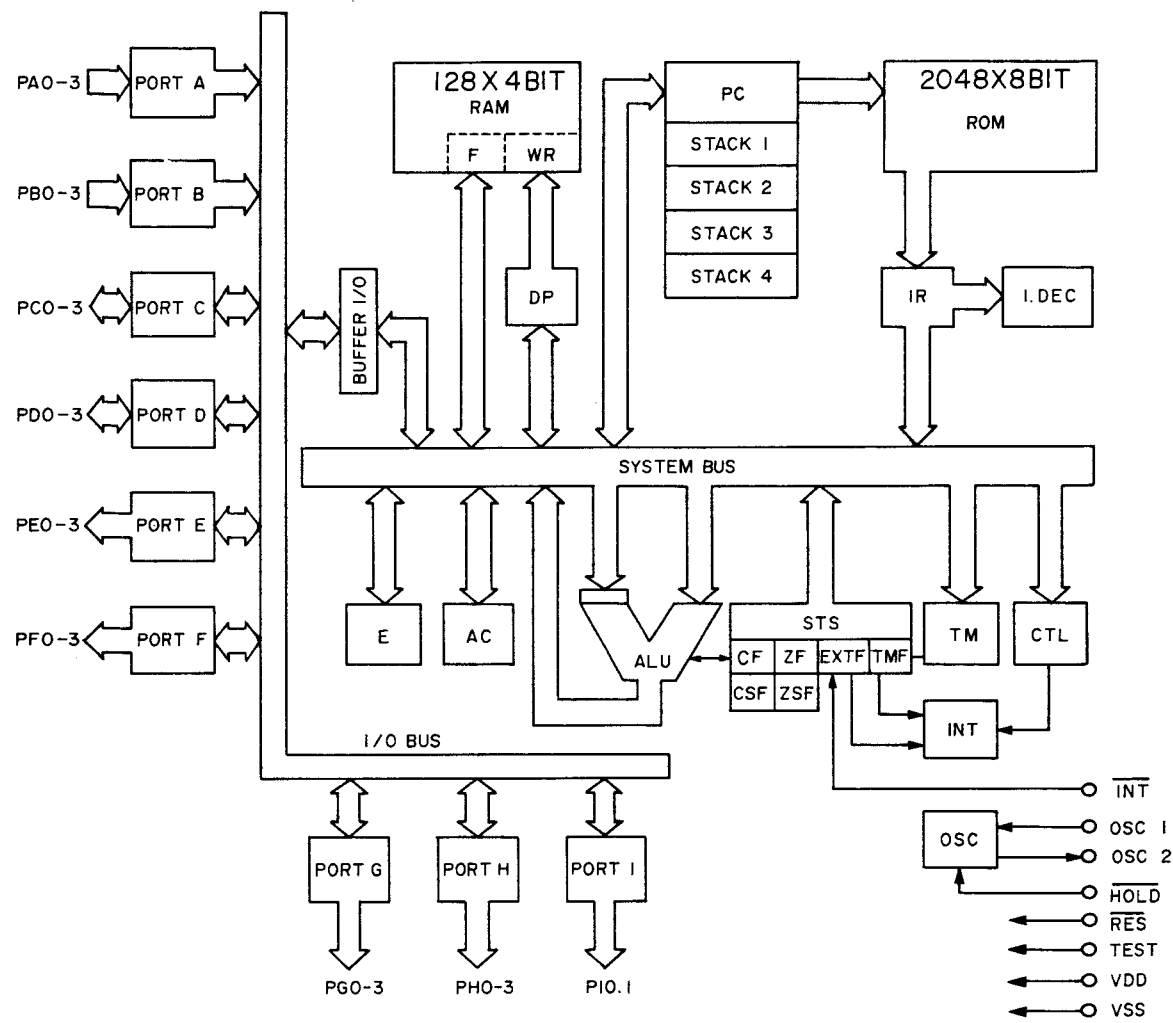 PA0-3
PORT A
128X4BIT
RAM
F
WR
PC
STACK 1
STACK 2
STACK 3
STACK 4
2048X8BIT
ROM
PB0-3
PORT B
PC0-3
PORT C
BUFFER I/O
DP
IR
I.DEC
PD0-3
PORT D
SYSTEM BUS
PE0-3
PORT E
PF0-3
PORT F
E
AC
ALU
STS
CF
ZF
EXTF
TMF
CSF
ZSF
TM
CTL
INT
I/O BUS
INT
OSC
OSC 1
OSC 2
HOLD
RES
TEST
VDD
VSS
PORT G
PORT H
PORT I
PG0-3
PH0-3
PI0.1